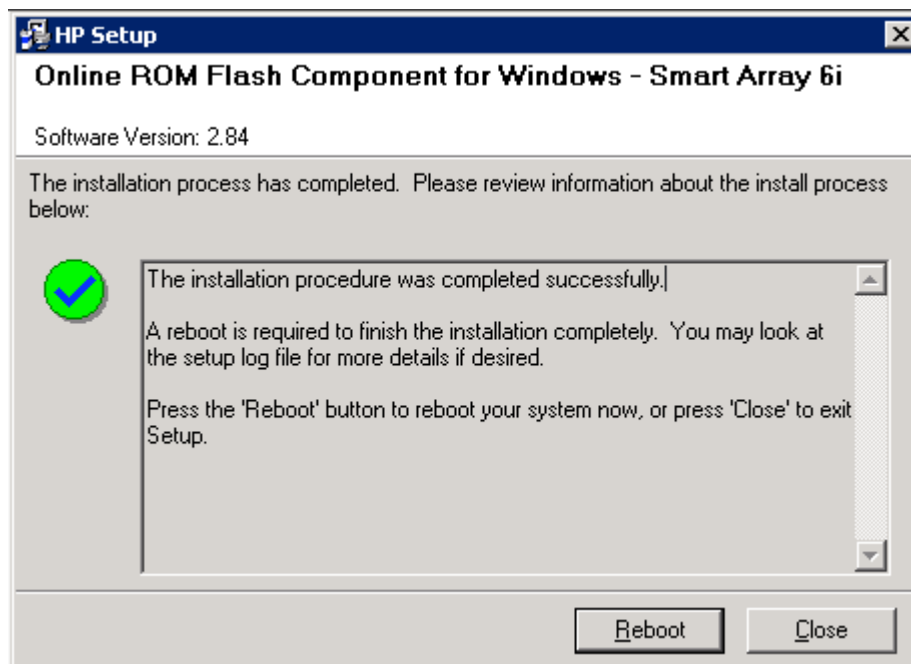 HP Setup
Online ROM Flash Component for Windows - Smart Array 6i
Software Version: 2.84
The installation process has completed.  Please review information about the install process
below:
The installation procedure was completed successfully.
A reboot is required to finish the installation completely.  You may look at
the setup log file for more details if desired.
Press the 'Reboot' button to reboot your system now, or press 'Close' to exit
Setup.
Reboot
Close